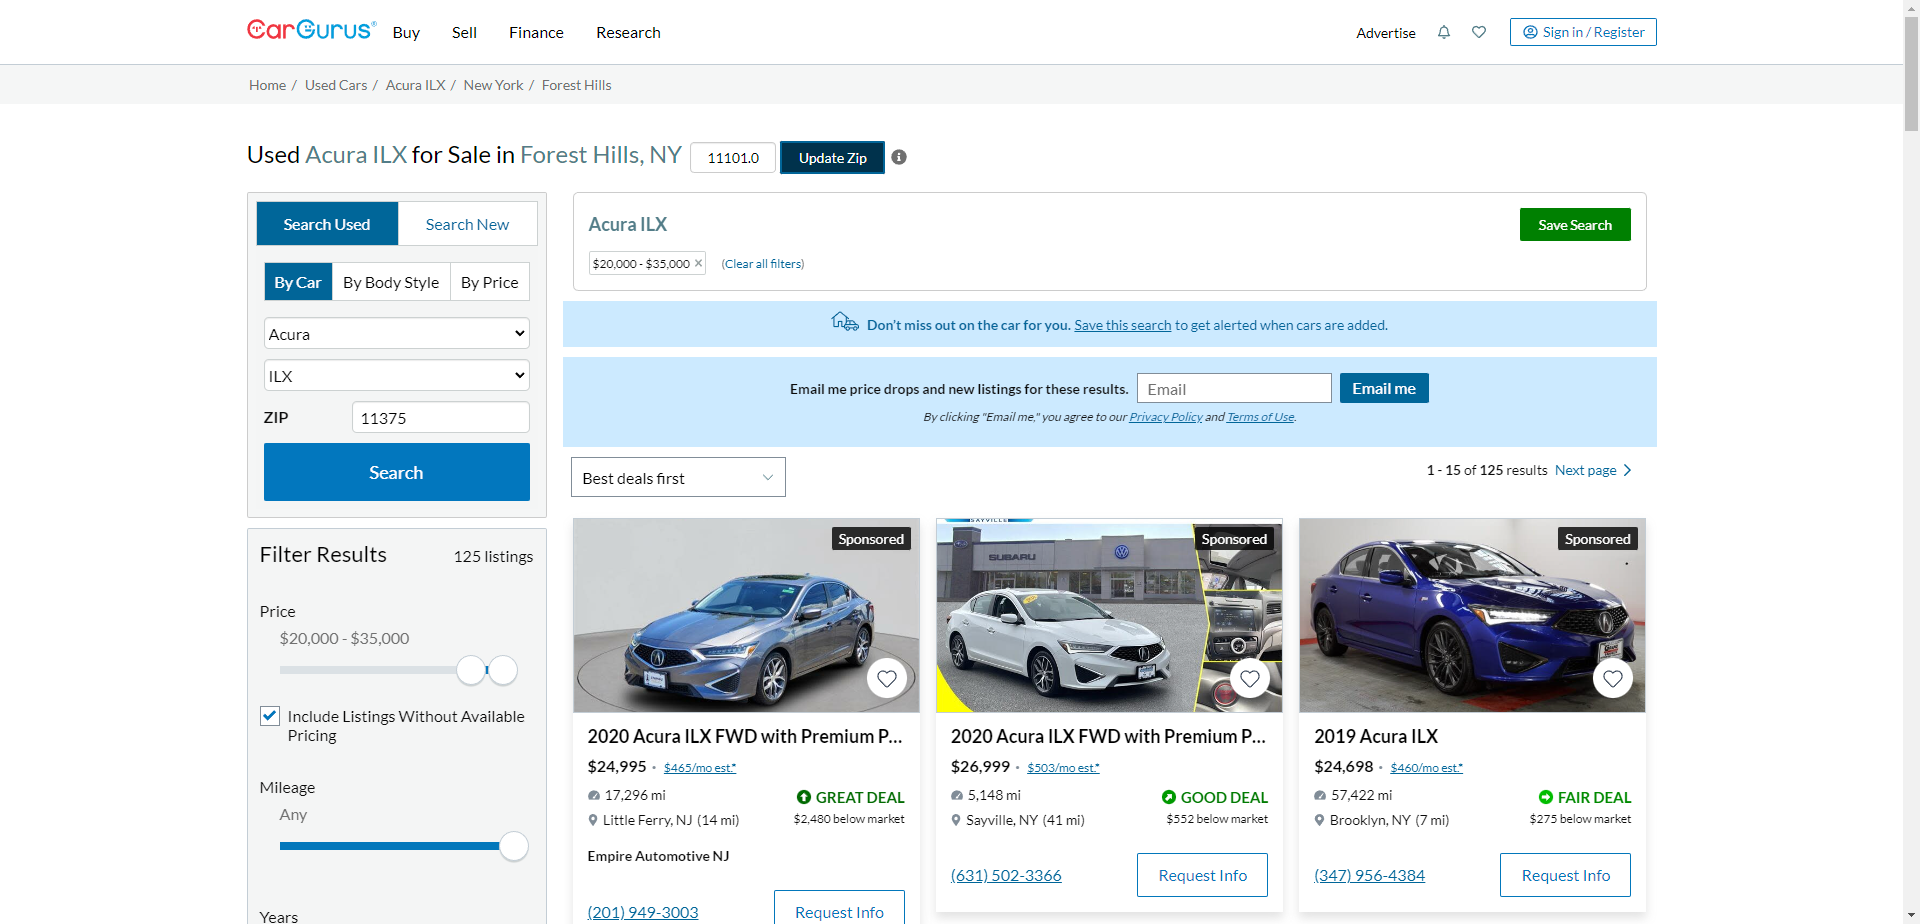 CarGurus®
Buy
Sell
Finance
Research
Advertise
Sign in / Register
Home / Used Cars / Acura ILX / New York / Forest Hills
Used Acura ILX for Sale in Forest Hills, NY
11101.0
Update Zip
Search Used
Search New
By Car
By Body Style
By Price
Acura
ILX
ZIP
11375
Search
Acura ILX
Save Search
$20,000 - $35,000 ×
(Clear all filters)
Don't miss out on the car for you. Save this search to get alerted when cars are added.
Email me price drops and new listings for these results.
Email
Email me
By clicking "Email me," you agree to our Privacy Policy and Terms of Use.
Best deals first
1 - 15 of 125 results
Next page
Filter Results
125 listings
Price
$20,000 - $35,000
Include Listings Without Available
Pricing
Mileage
Any
Years
Sponsored
2020 Acura ILX FWD with Premium P...
$24,995 · $465/mo est.*
17,296 mi
GREAT DEAL
Little Ferry, NJ (14 mi)
$2,480 below market
Empire Automotive NJ
(201) 949-3003
Request Info
SAYVILLE
SUBARU
Sponsored
2020 Acura ILX FWD with Premium P...
$26,999 · $503/mo est.*
5,148 mi
GOOD DEAL
Sayville, NY (41 mi)
$552 below market
(631) 502-3366
Request Info
Sponsored
2019 Acura ILX
$24,698 · $460/mo est.*
57,422 mi
FAIR DEAL
Brooklyn, NY (7 mi)
$275 below market
(347) 956-4384
Request Info